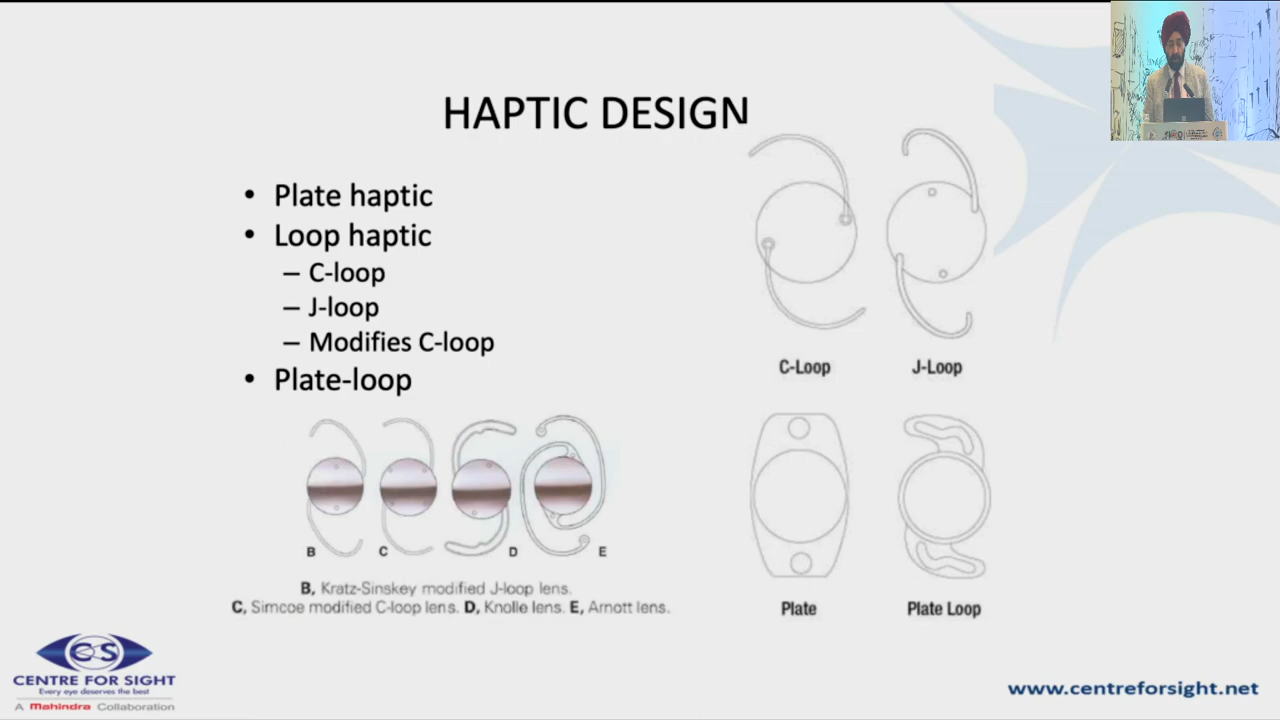 HAPTIC DESIGN
• Plate haptic
• Loop haptic
– C-loop
– J-loop
– Modifies C-loop
• Plate-loop
C-Loop
J-Loop
B
C
D
E
B, Kratz-Sinskey modified J-loop lens.
C, Simcoe modified C-loop lens. D, Knolle lens. E, Arnott lens.
Plate
Plate Loop
CS
CENTRE FOR SIGHT
Every eye deserves the best
A Mahindra Collaboration
www.centreforsight.net